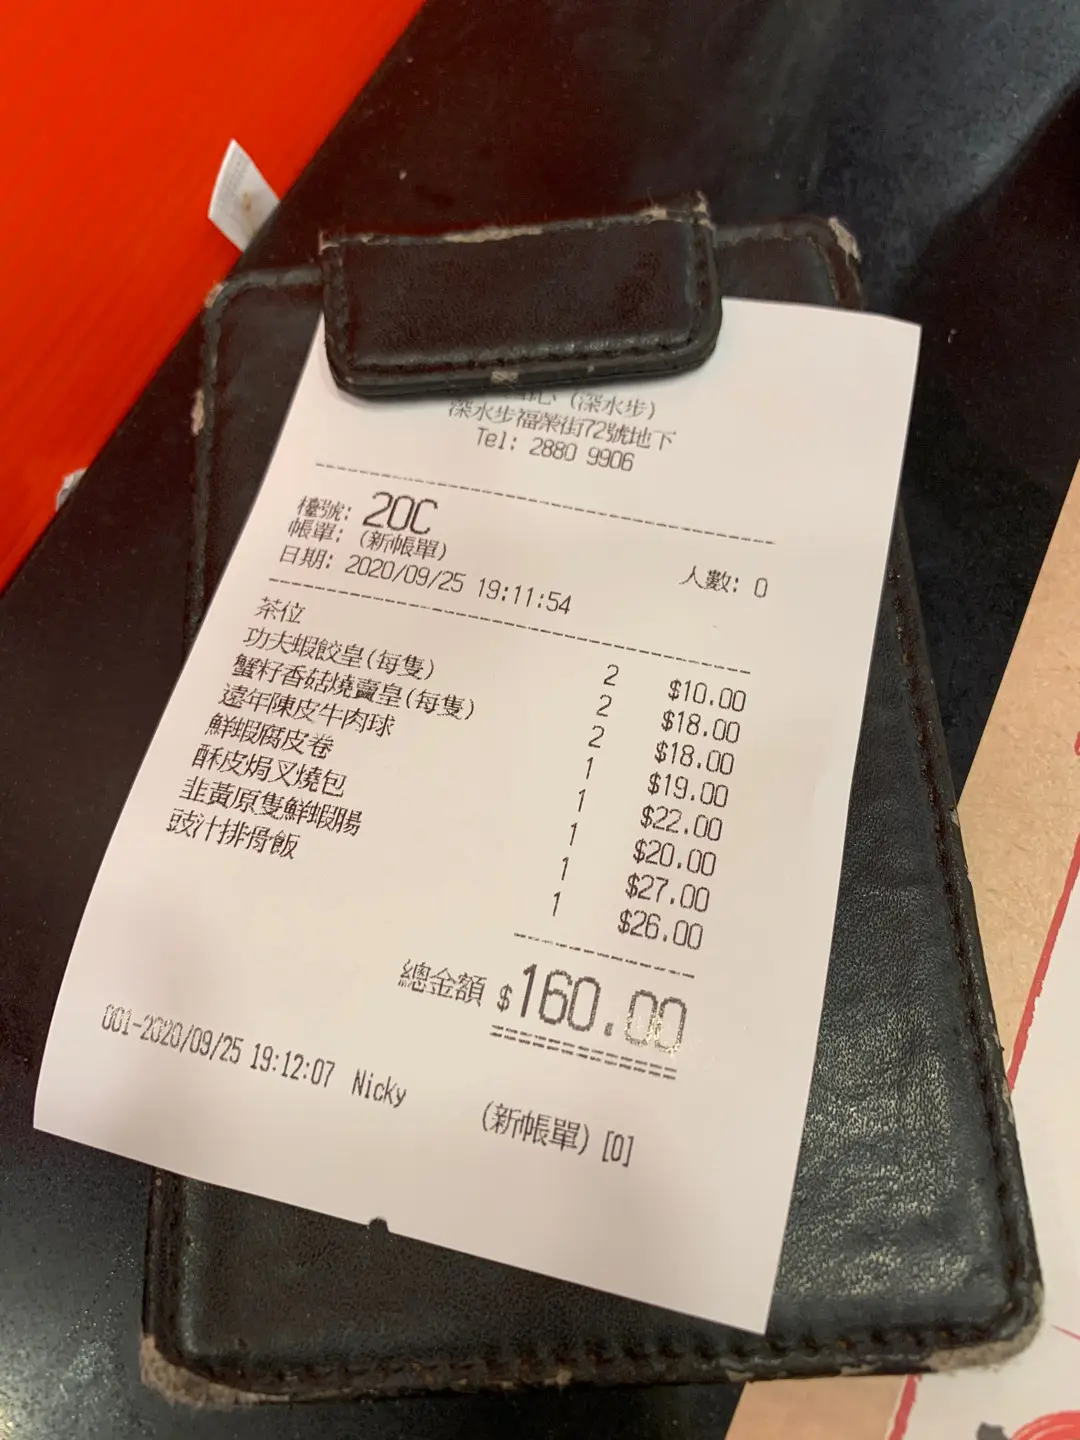 心 (深水步)
深水步福榮街72號地下
Tel: 2880 9906
檯號: 20C
帳單: (新帳單)
人數: 0
日期: 2020/09/25 19:11:54
茶位 2 $10.00
功夫蝦餃皇(每隻) 2 $18.00
蟹籽香菇燒賣皇(每隻) 2 $18.00
遠年陳皮牛肉球 1 $19.00
鮮蝦腐皮卷 1 $22.00
酥皮焗叉燒包 1 $20.00
韭黃原隻鮮蝦腸 1 $27.00
豉汁排骨飯 1 $26.00
總金額 $160.00
001-2020/09/25 19:12:07 Nicky
(新帳單) [0]